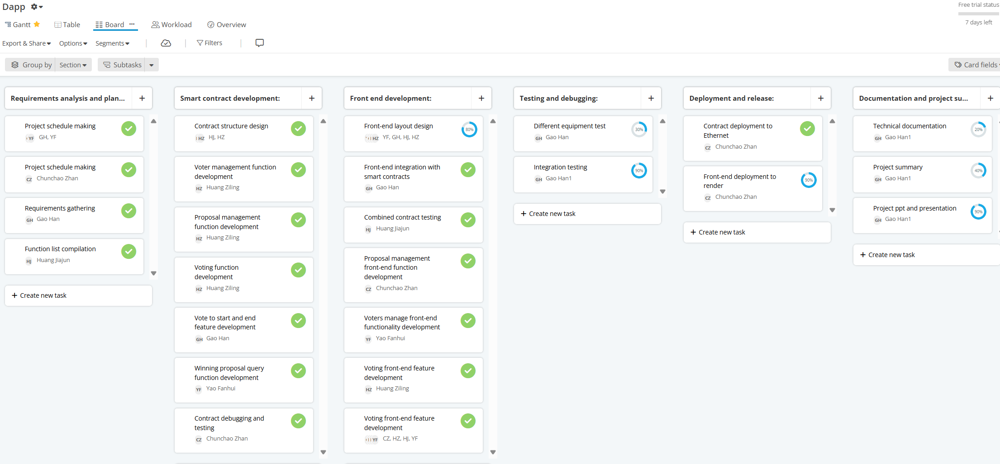 Dapp
Free trial status
7 days left
Gantt
Table
Board
Workload
Overview
Export & Share
Options
Segments
Filters
Group by
Section
Subtasks
Card fields
Requirements analysis and plan...
Project schedule making
YF GH, YF
Project schedule making
CZ Chunchao Zhan
Requirements gathering
GH Gao Han
Function list compilation
HJ Huang Jiajun
+ Create new task
Smart contract development:
Contract structure design
HZ HJ, HZ
Voter management function
development
HZ Huang Ziling
Proposal management
function development
HZ Huang Ziling
Voting function
development
HZ Huang Ziling
Vote to start and end
feature development
GH Gao Han
Winning proposal query
function development
YF Yao Fanhui
Contract debugging and
testing
CZ Chunchao Zhan
Front end development:
Front-end layout design
80%
HZ YF, GH, HJ, HZ
Front-end integration with
smart contracts
GH Gao Han
Combined contract testing
HJ Huang Jiajun
Proposal management
front-end function
development
CZ Chunchao Zhan
Voters manage front-end
functionality development
YF Yao Fanhui
Voting front-end feature
development
HZ Huang Ziling
Voting front-end feature
development
YF CZ, HZ, HJ, YF
Testing and debugging:
Different equipment test
30%
GH Gao Han
Integration testing
90%
GH Gao Han1
+ Create new task
Deployment and release:
Contract deployment to
Ethernet
CZ Chunchao Zhan
Front-end deployment to
render
90%
CZ Chunchao Zhan
+ Create new task
Documentation and project su...
Technical documentation
20%
GH Gao Han1
Project summary
40%
GH Gao Han1
Project ppt and presentation
90%
GH Gao Han1
+ Create new task